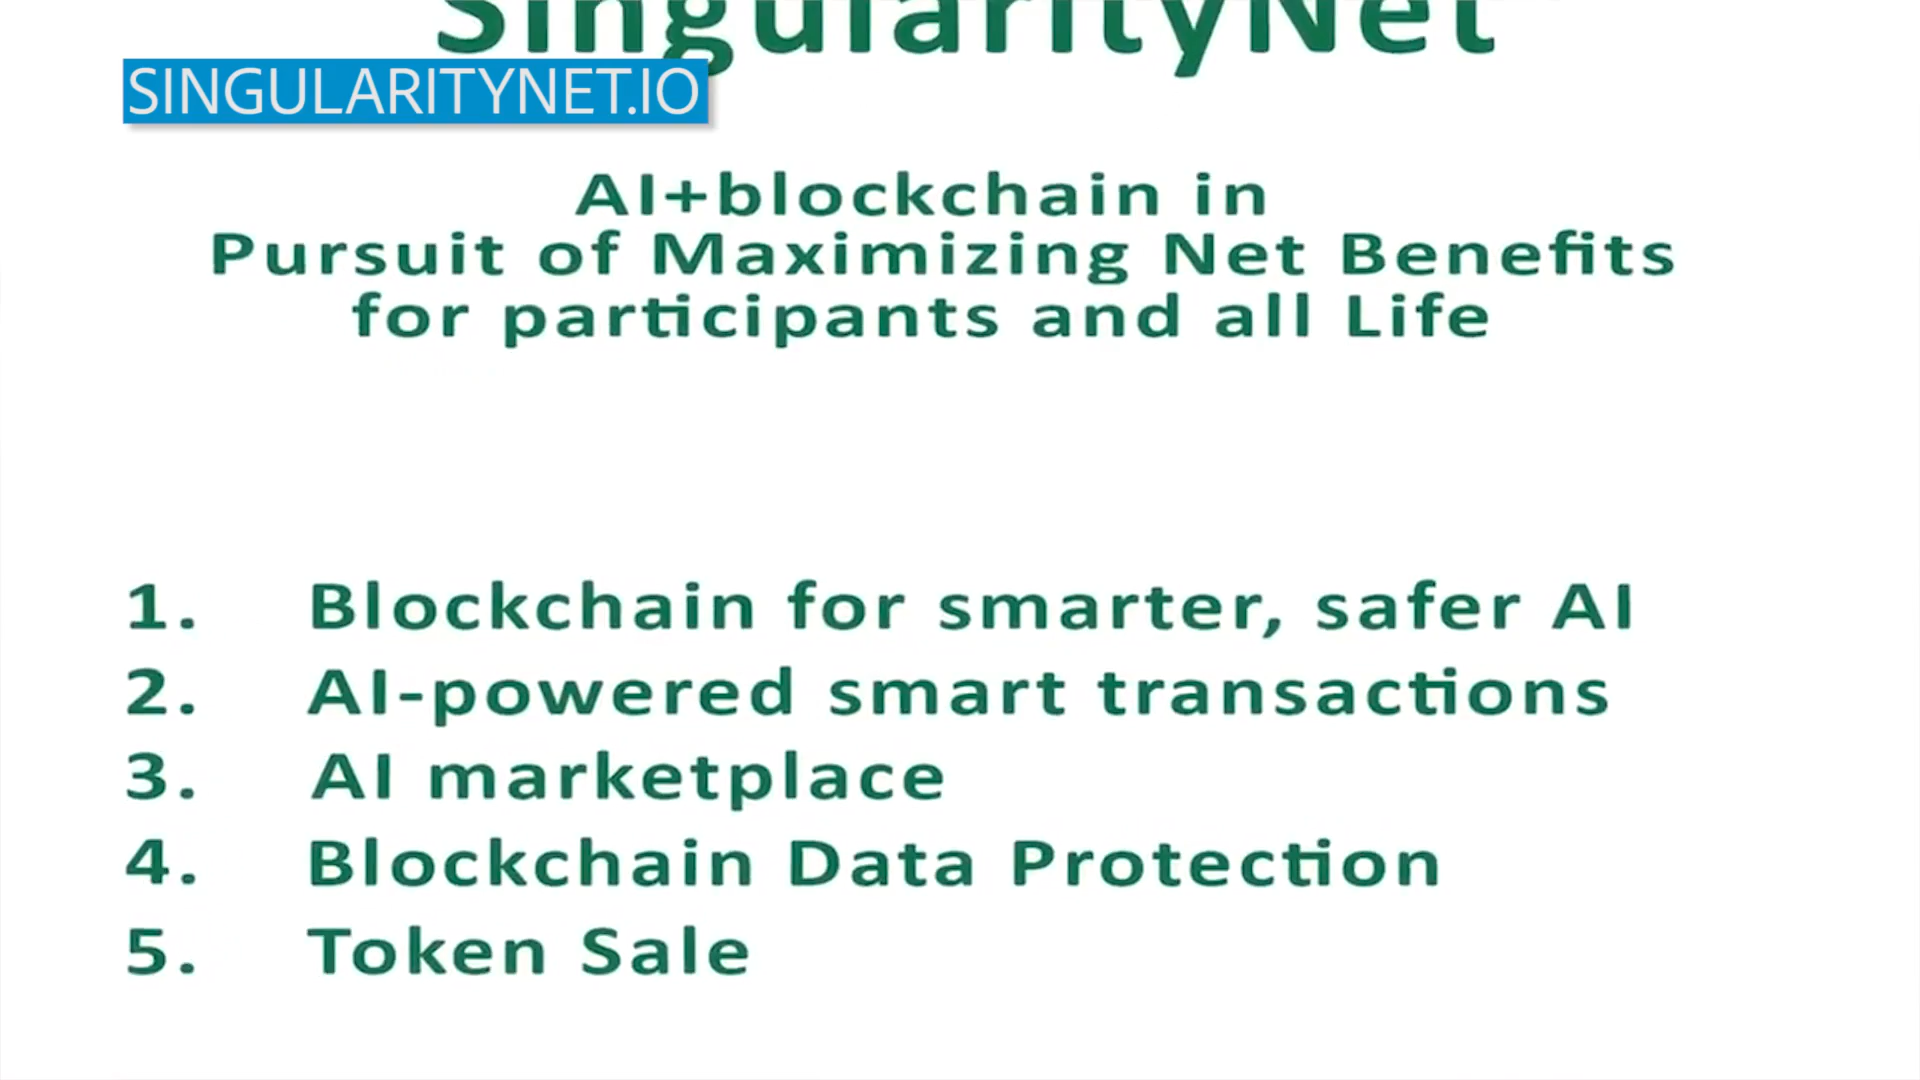 SingularityNet
SINGULARITYNET.IO
AI+blockchain in
Pursuit of Maximizing Net Benefits
for participants and all Life
1. Blockchain for smarter, safer AI
2. AI-powered smart transactions
3. AI marketplace
4. Blockchain Data Protection
5. Token Sale